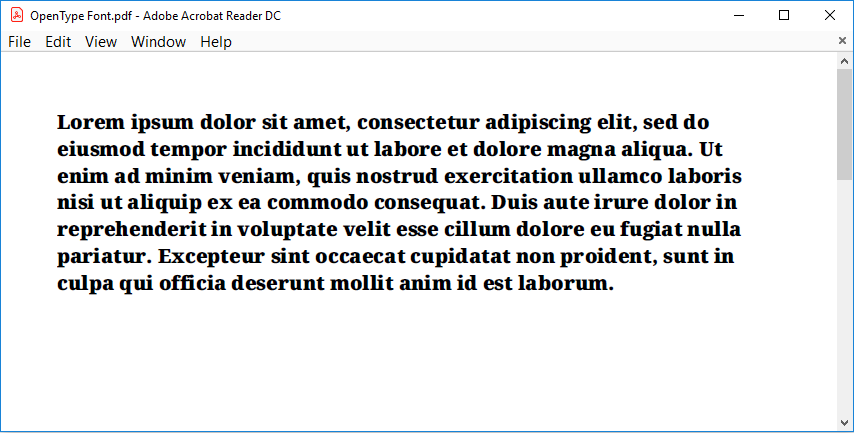 OpenType Font.pdf - Adobe Acrobat Reader DC
File Edit View Window Help
Lorem ipsum dolor sit amet, consectetur adipiscing elit, sed do
eiusmod tempor incididunt ut labore et dolore magna aliqua. Ut
enim ad minim veniam, quis nostrud exercitation ullamco laboris
nisi ut aliquip ex ea commodo consequat. Duis aute irure dolor in
reprehenderit in voluptate velit esse cillum dolore eu fugiat nulla
pariatur. Excepteur sint occaecat cupidatat non proident, sunt in
culpa qui officia deserunt mollit anim id est laborum.